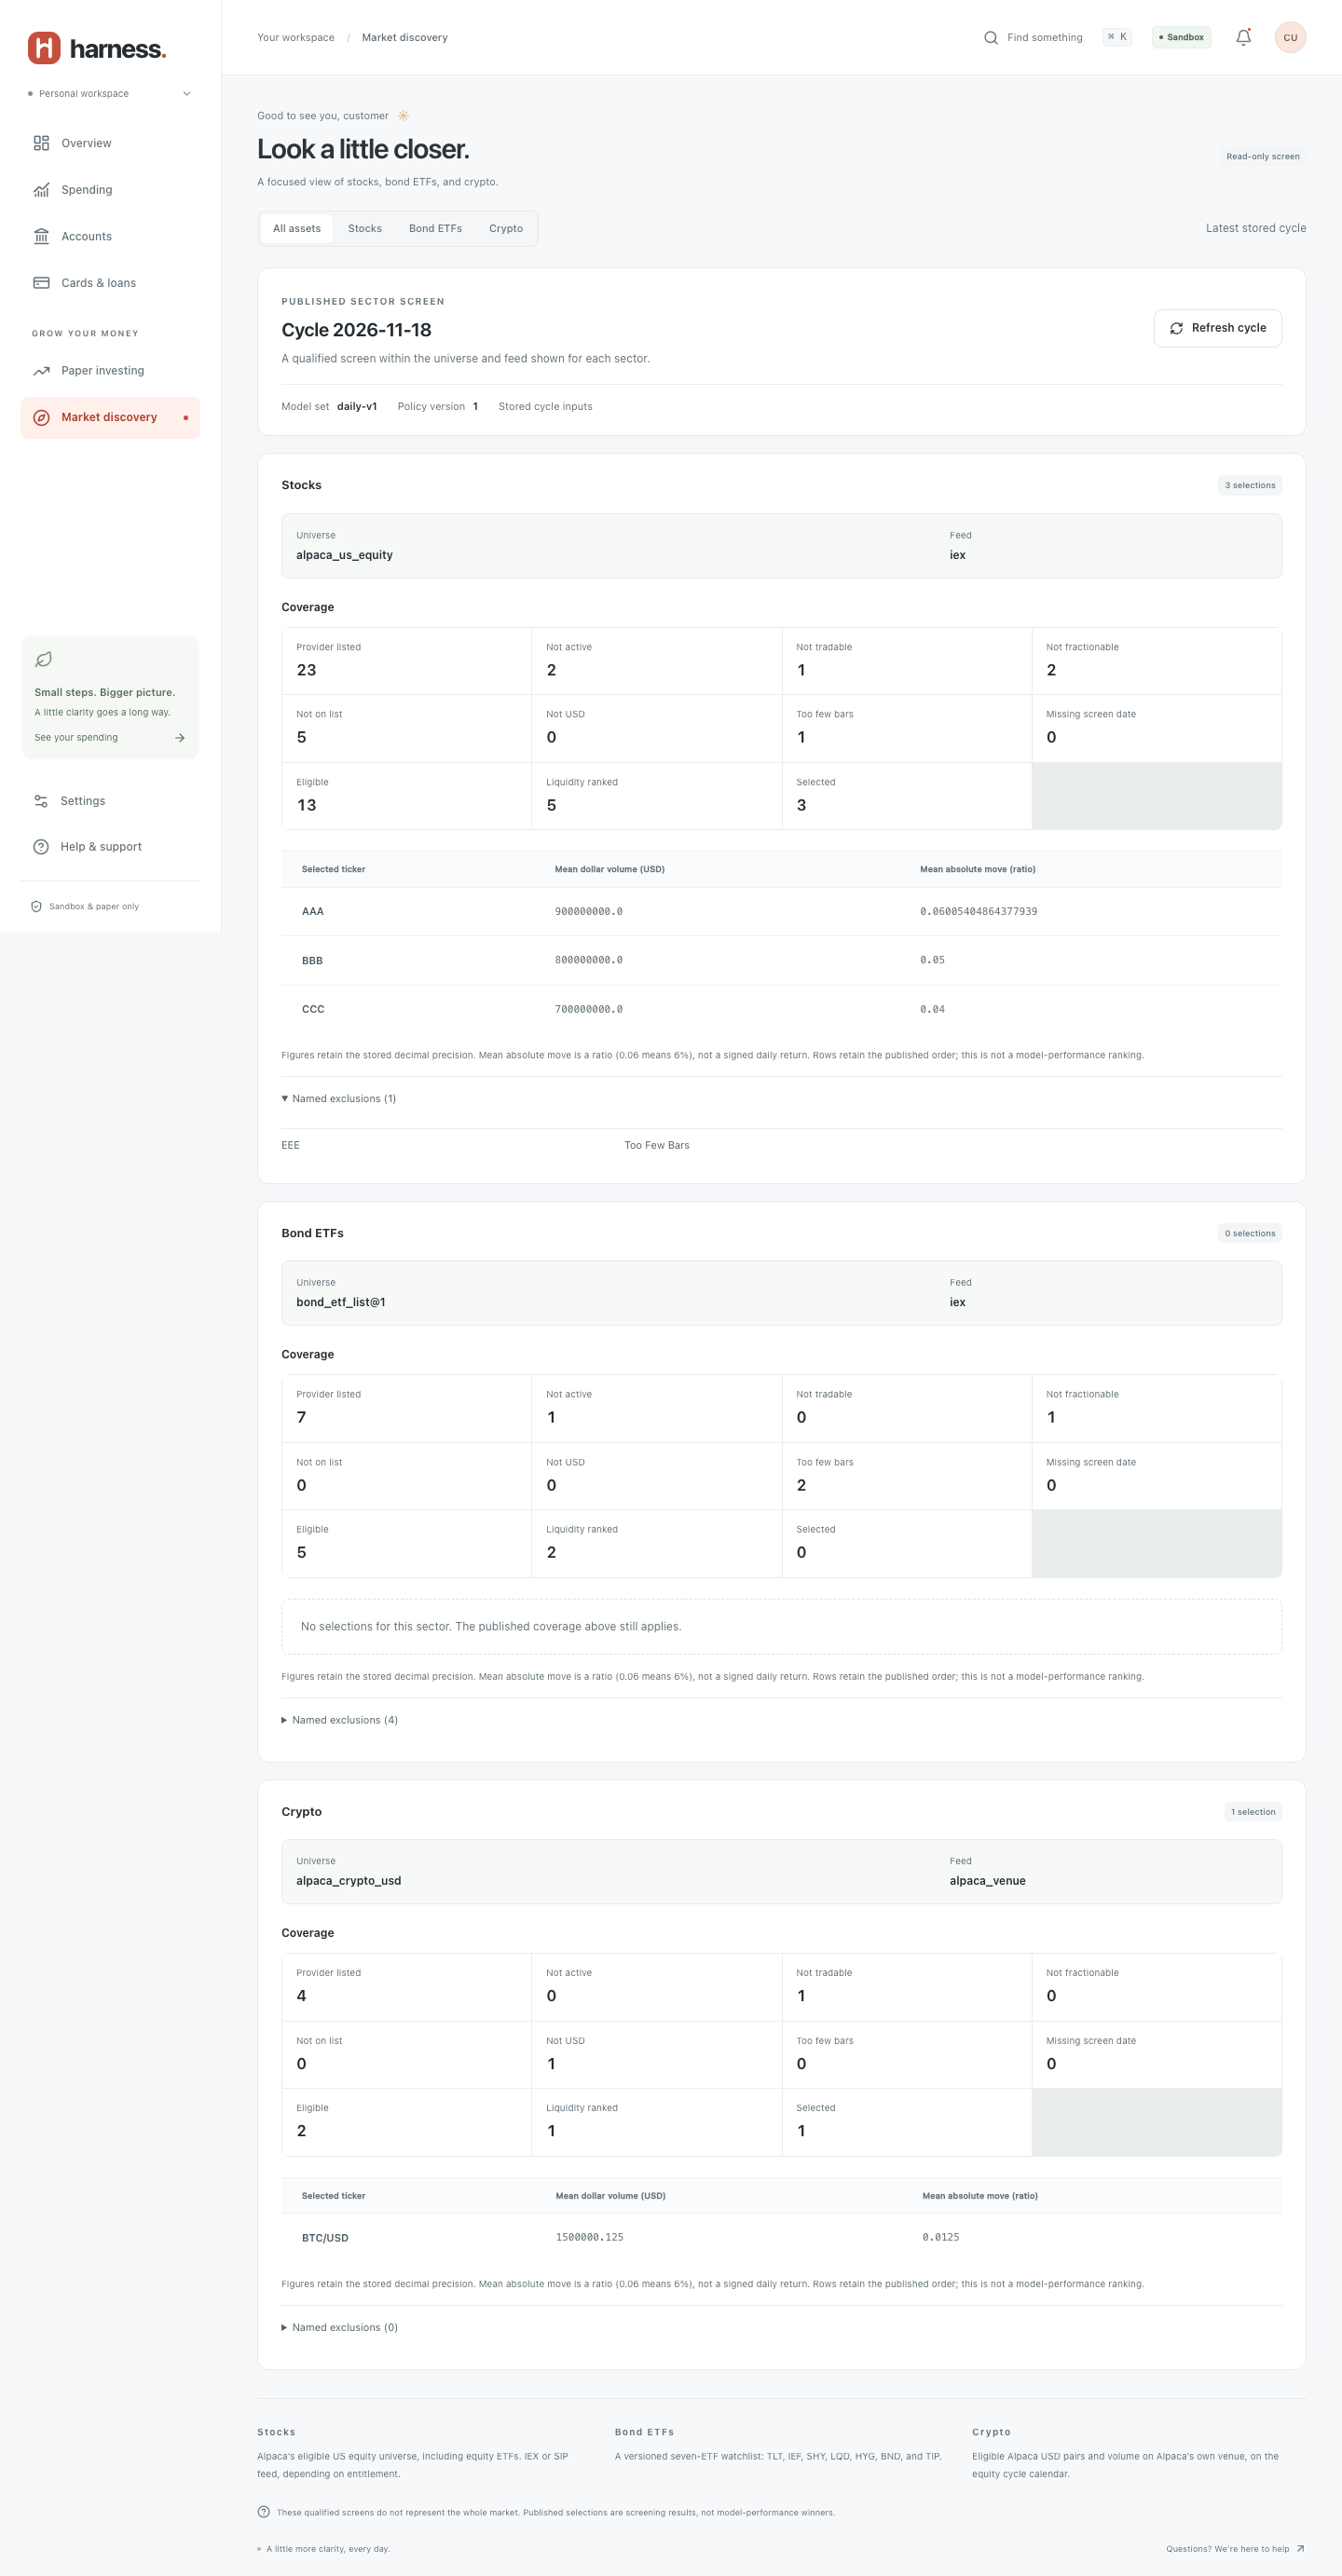 harness.
Personal workspace
Overview
Spending
Accounts
Cards & loans
GROW YOUR MONEY
Paper investing
Market discovery
Small steps. Bigger picture.
A little clarity goes a long way.
See your spending
Settings
Help & support
Sandbox & paper only
Your workspace / Market discovery
Find something ⌘ K Sandbox CU
Good to see you, customer
Look a little closer.
Read-only screen
A focused view of stocks, bond ETFs, and crypto.
All assets Stocks Bond ETFs Crypto
Latest stored cycle
PUBLISHED SECTOR SCREEN
Cycle 2026-11-18
Refresh cycle
A qualified screen within the universe and feed shown for each sector.
Model set daily-v1 Policy version 1 Stored cycle inputs
Stocks
3 selections
Universe Feed
alpaca_us_equity iex
Coverage
Provider listed Not active Not tradable Not fractionable
23 2 1 2
Not on list Not USD Too few bars Missing screen date
5 0 1 0
Eligible Liquidity ranked Selected
13 5 3
Selected ticker Mean dollar volume (USD) Mean absolute move (ratio)
AAA 900000000.0 0.06005404864377939
BBB 800000000.0 0.05
CCC 700000000.0 0.04
Figures retain the stored decimal precision. Mean absolute move is a ratio (0.06 means 6%), not a signed daily return. Rows retain the published order; this is not a model-performance ranking.
▼ Named exclusions (1)
EEE Too Few Bars
Bond ETFs
0 selections
Universe Feed
bond_etf_list@1 iex
Coverage
Provider listed Not active Not tradable Not fractionable
7 1 0 1
Not on list Not USD Too few bars Missing screen date
0 0 2 0
Eligible Liquidity ranked Selected
5 2 0
No selections for this sector. The published coverage above still applies.
Figures retain the stored decimal precision. Mean absolute move is a ratio (0.06 means 6%), not a signed daily return. Rows retain the published order; this is not a model-performance ranking.
▶ Named exclusions (4)
Crypto
1 selection
Universe Feed
alpaca_crypto_usd alpaca_venue
Coverage
Provider listed Not active Not tradable Not fractionable
4 0 1 0
Not on list Not USD Too few bars Missing screen date
0 1 0 0
Eligible Liquidity ranked Selected
2 1 1
Selected ticker Mean dollar volume (USD) Mean absolute move (ratio)
BTC/USD 1500000.125 0.0125
Figures retain the stored decimal precision. Mean absolute move is a ratio (0.06 means 6%), not a signed daily return. Rows retain the published order; this is not a model-performance ranking.
▶ Named exclusions (0)
Stocks
Alpaca's eligible US equity universe, including equity ETFs. IEX or SIP
feed, depending on entitlement.
Bond ETFs
A versioned seven-ETF watchlist: TLT, IEF, SHY, LQD, HYG, BND, and TIP.
Crypto
Eligible Alpaca USD pairs and volume on Alpaca's own venue, on the
equity cycle calendar.
These qualified screens do not represent the whole market. Published selections are screening results, not model-performance winners.
A little more clarity, every day.
Questions? We're here to help